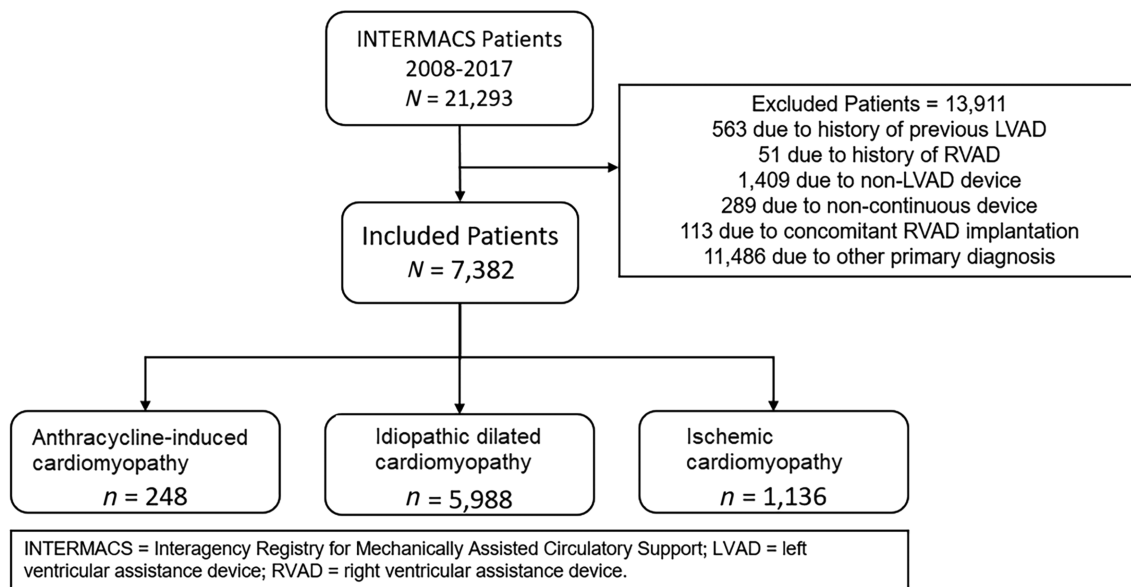 INTERMACS Patients
2008-2017
N = 21,293
Excluded Patients = 13,911
563 due to history of previous LVAD
51 due to history of RVAD
1,409 due to non-LVAD device
289 due to non-continuous device
113 due to concomitant RVAD implantation
11,486 due to other primary diagnosis
Included Patients
N = 7,382
Anthracycline-induced
cardiomyopathy
n = 248
Idiopathic dilated
cardiomyopathy
n = 5,988
Ischemic
cardiomyopathy
n = 1,136
INTERMACS = Interagency Registry for Mechanically Assisted Circulatory Support; LVAD = left
ventricular assistance device; RVAD = right ventricular assistance device.